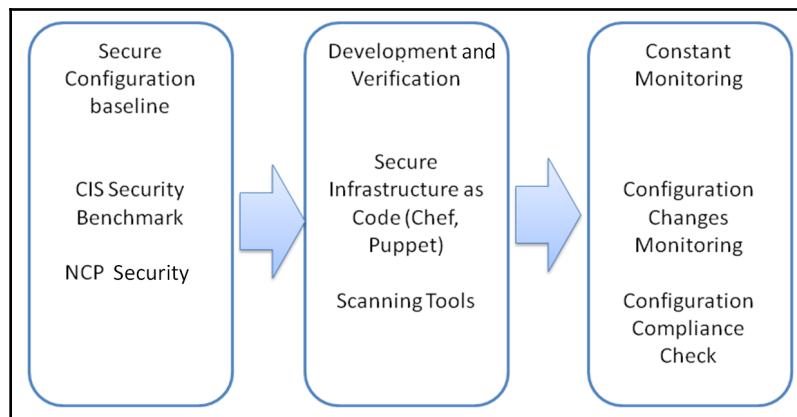 Secure
Configuration
baseline
CIS Security
Benchmark
NCP Security
Development and
Verification
Secure
Infrastructure as
Code (Chef,
Puppet)
Scanning Tools
Constant
Monitoring
Configuration
Changes
Monitoring
Configuration
Compliance
Check